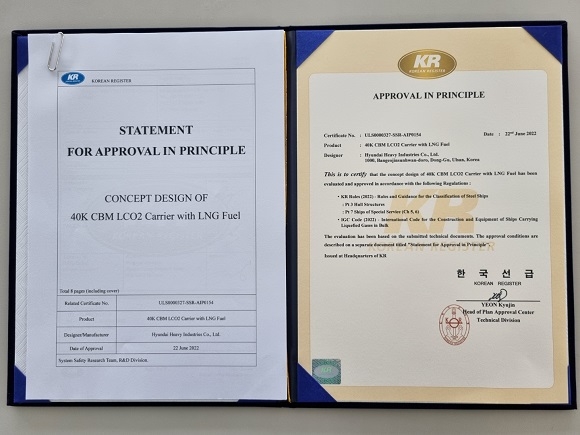 KR
KOREAN REGISTER
STATEMENT
FOR APPROVAL IN PRINCIPLE
CONCEPT DESIGN OF
40K CBM LCO2 Carrier with LNG Fuel
Total 8 pages (including cover)
Related Certificate No. ULS0000327-SSR-AIP0154
Product 40K CBM LCO2 Carrier with LNG Fuel
Designer/Manufacturer Hyundai Heavy Industries Co., Ltd.
Date of Approval 22 June 2022
System Safety Research Team, R&D Division
KR
KOREAN REGISTER
APPROVAL IN PRINCIPLE
Certificate No. : ULS0000327-SSR-AIP0154 Date : 22nd June 2022
Product : 40K CBM LCO2 Carrier with LNG Fuel
Designer : Hyundai Heavy Industries Co., Ltd.
1000, Bangeojinsunhwan-daro, Dong-Gu, Ulsan, Korea
This is to certify that the concept design of 40K CBM LCO2 Carrier with LNG Fuel has been
evaluated and approved in accordance with the following Regulations :
• KR Rules (2022) - Rules and Guidance for the Classification of Steel Ships
: Pt 3 Hull Structures
: Pt 7 Ships of Special Service (Ch 5, 6)
• IGC Code (2022) - International Code for the Construction and Equipment of Ships Carrying
Liquefied Gases in Bulk
The evaluation has been based on the submitted technical documents. The approval conditions are
described on a separate document titled "Statement for Approval in Principle".
Issued at Headquarters of KR
한국선급
KOREAN REGISTER
YEON Kyujin
Head of Plan Approval Center
Technical Division
KR